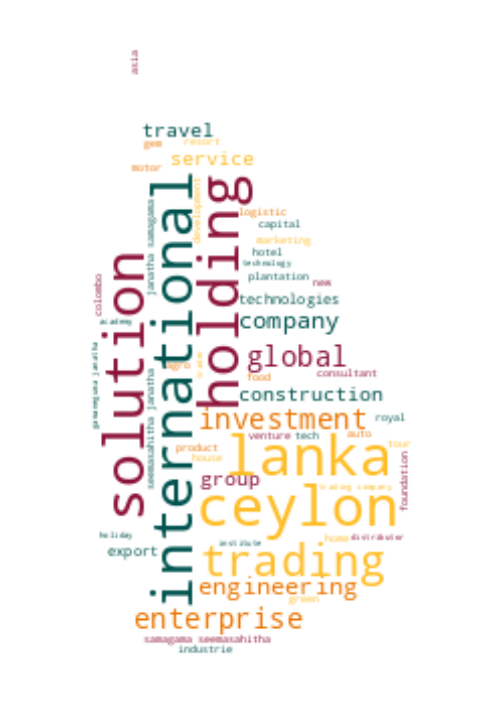 asia
travel
gem
resort
service
motor
international
holding
development
janatha samagama
logistic
capital
marketing
hotel
technology
plantation
new
solution
colombo
technologies
academy
company
global
samagama janatha
agro
trade
food
consultant
seemasahitha janatha
construction
investment
royal
venture
tech
auto
tour
product
house
lanka
foundation
group
trading company
ceylon
holiday
institute
home
distributor
export
trading
engineering
green
enterprise
samagama seemasahitha
industrie